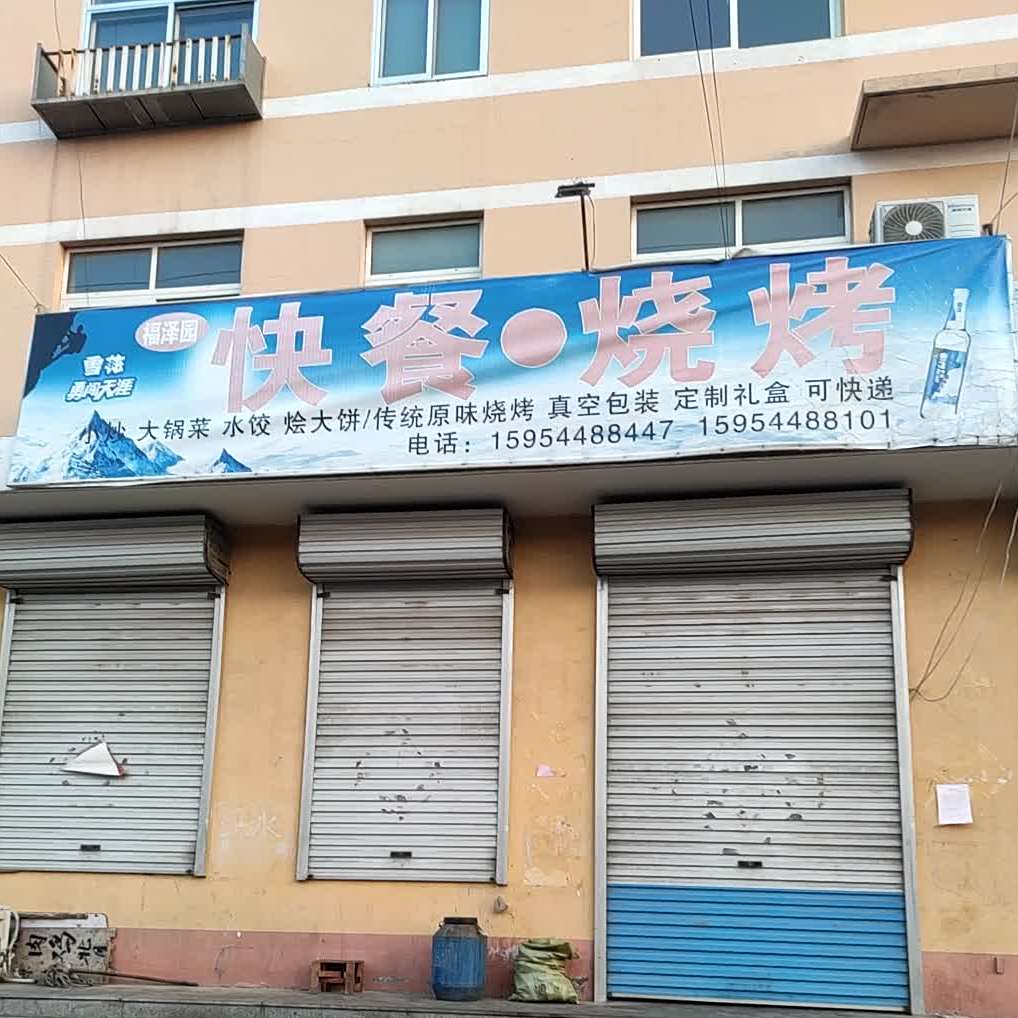 福泽园
快餐·烧烤
雪花
勇闯天涯
小炒 大锅菜 水饺 烩大饼/传统原味烧烤 真空包装 定制礼盒 可快递
电话：15954488447 15954488101